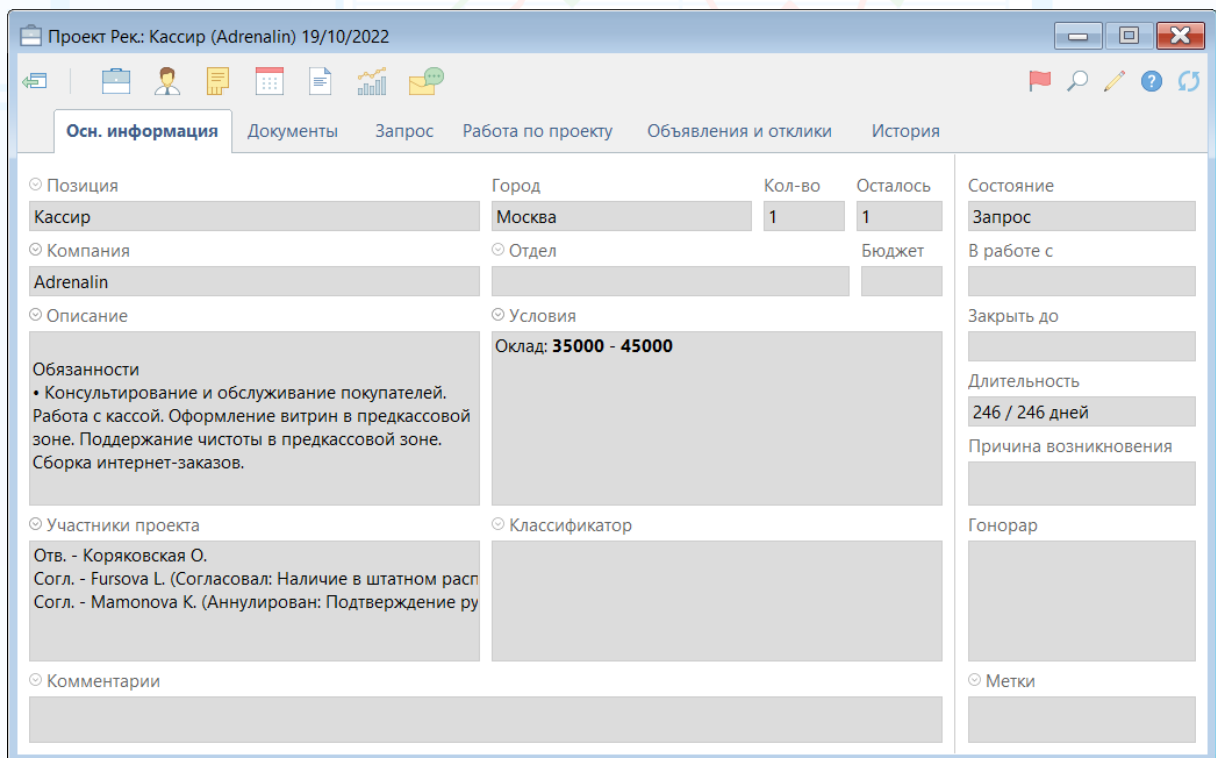 Проект Рек.: Кассир (Adrenalin) 19/10/2022
Осн. информация Документы Запрос Работа по проекту Объявления и отклики История
Позиция Город Кол-во Осталось Состояние
Кассир Москва 1 1 Запрос
Компания Отдел Бюджет В работе с
Adrenalin
Описание Условия Закрыть до
Оклад: 35000 - 45000
Обязанности
• Консультирование и обслуживание покупателей.
Работа с кассой. Оформление витрин в предкассовой
зоне. Поддержание чистоты в предкассовой зоне.
Сборка интернет-заказов.
Длительность
246 / 246 дней
Причина возникновения
Участники проекта Классификатор Гонорар
Отв. - Коряковская О.
Согл. - Fursova L. (Согласовал: Наличие в штатном расп
Согл. - Mamonova K. (Аннулирован: Подтверждение ру
Комментарии Метки